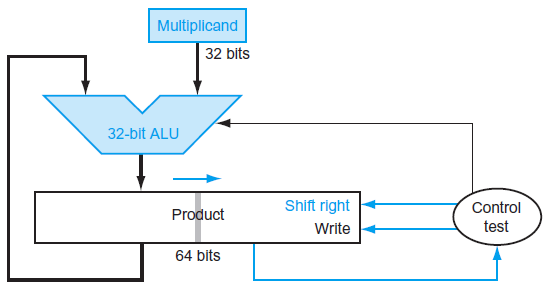 Multiplicand
32 bits
32-bit ALU
Product
Shift right
Write
64 bits
Control
test